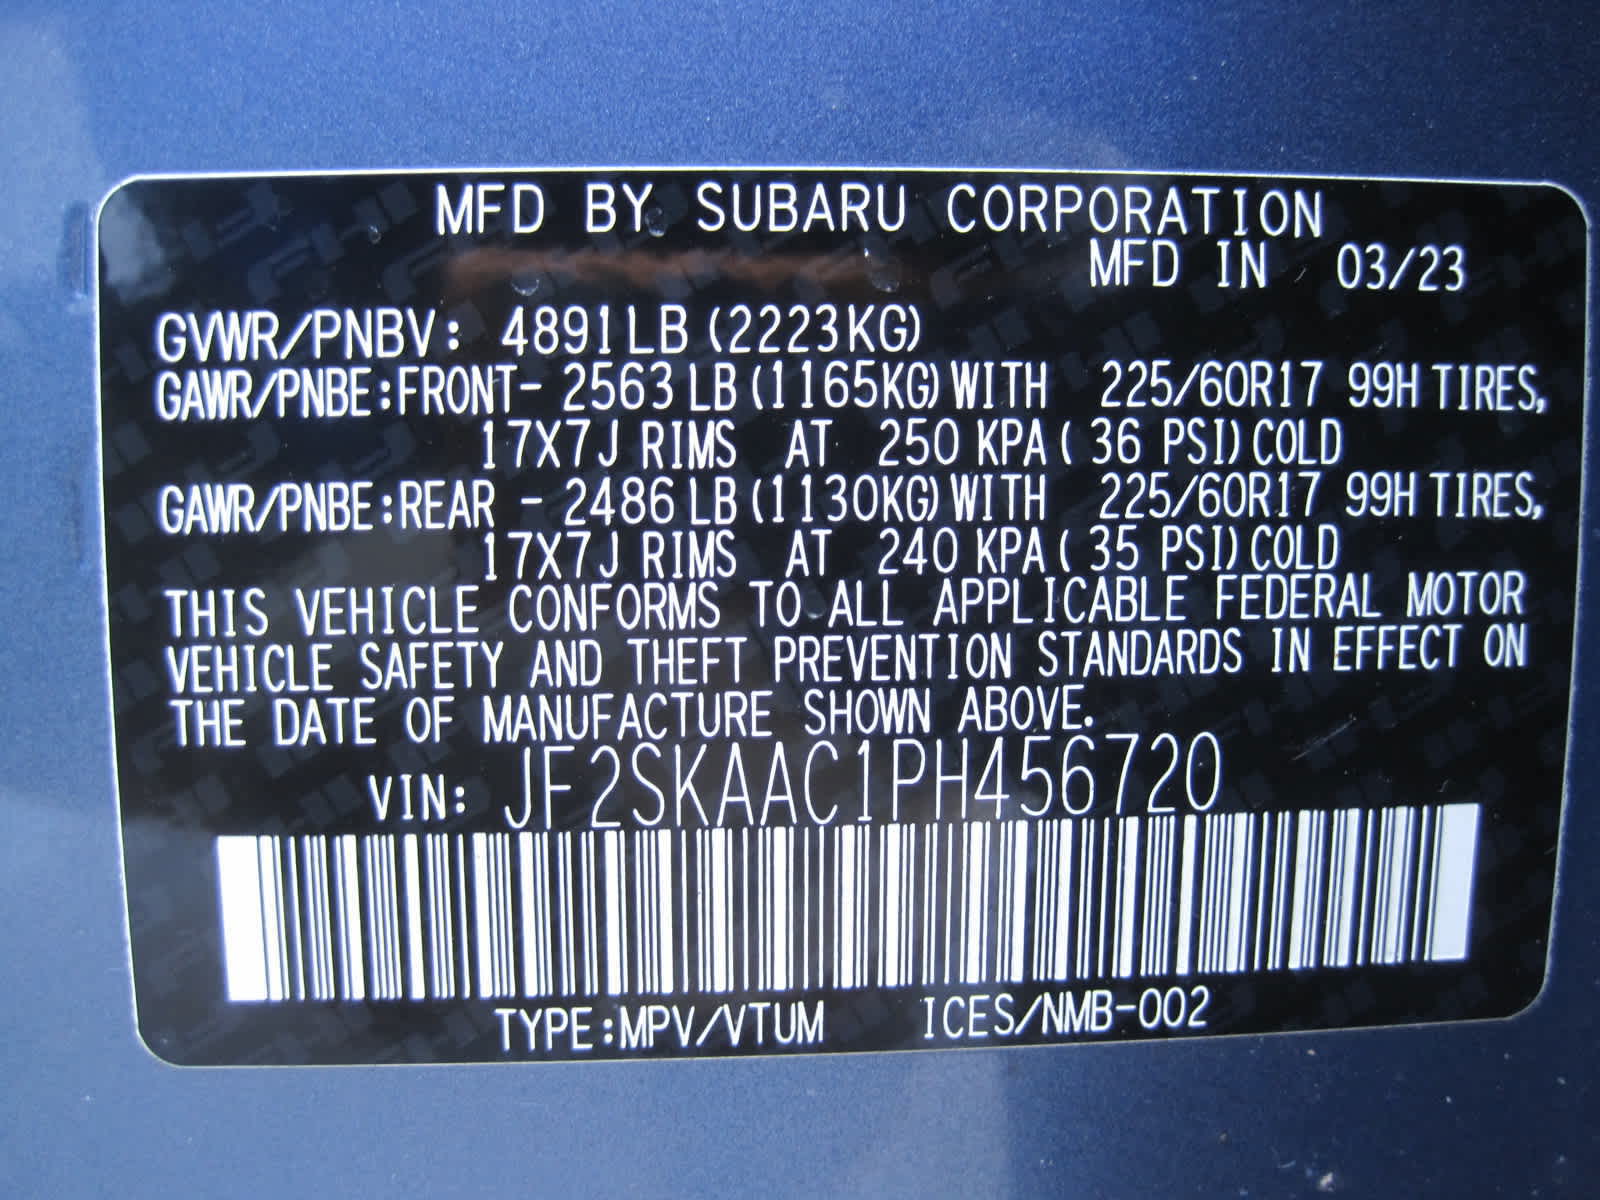 MFD BY SUBARU CORPORATION
MFD IN 03/23
GVWR/PNBV: 4891LB (2223KG)
GAWR/PNBE:FRONT- 2563LB (1165KG) WITH 225/60R17 99H TIRES,
17X7J RIMS AT 250 KPA ( 36 PSI) COLD
GAWR/PNBE:REAR - 2486LB (1130KG) WITH 225/60R17 99H TIRES,
17X7J RIMS AT 240 KPA ( 35 PSI) COLD
THIS VEHICLE CONFORMS TO ALL APPLICABLE FEDERAL MOTOR
VEHICLE SAFETY AND THEFT PREVENTION STANDARDS IN EFFECT ON
THE DATE OF MANUFACTURE SHOWN ABOVE.
VIN: JF2SKAAC1PH456720
TYPE:MPV/VTUM ICES/NMB-002